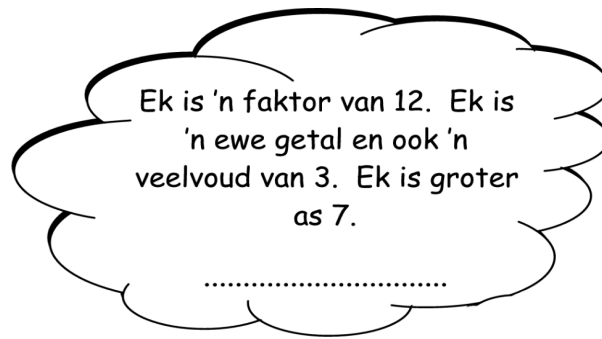 Ek is 'n faktor van 12. Ek is
'n ewe getal en ook 'n
veelvoud van 3. Ek is groter
as 7.
...............................